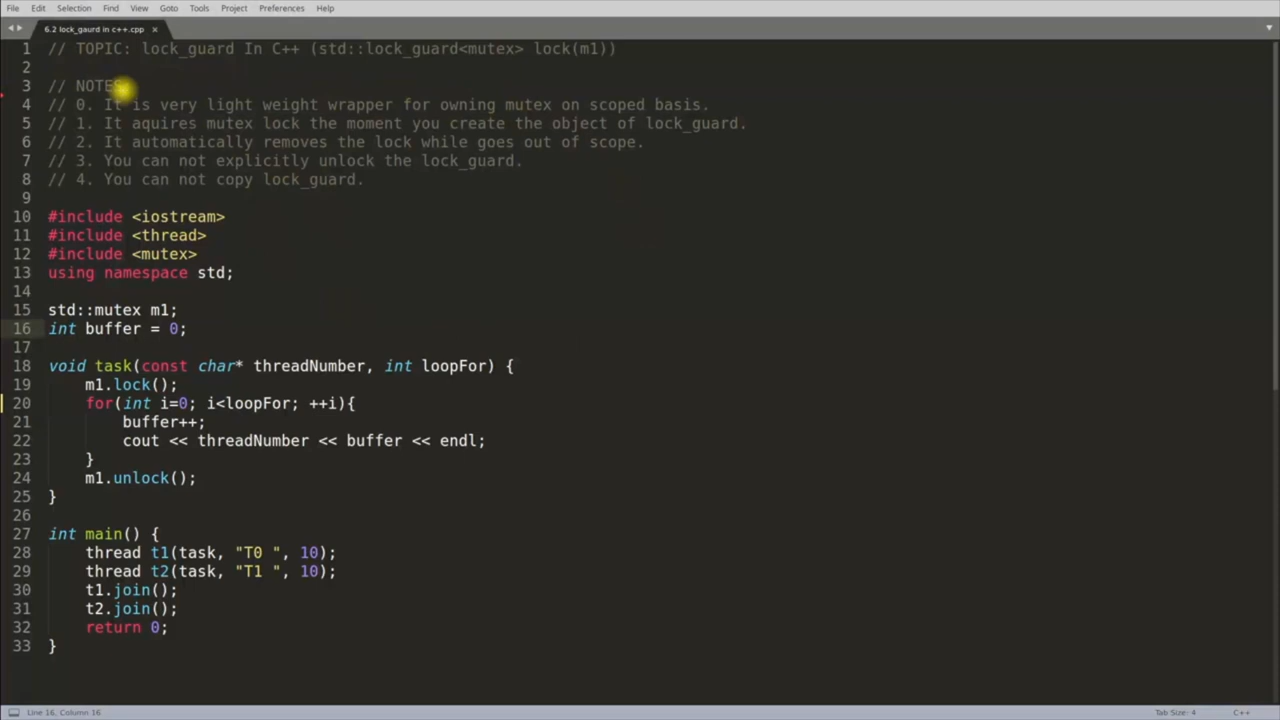 File Edit Selection Find View Goto Tools Project Preferences Help
6.2 lock_gaurd in c++.cpp ×
1 // TOPIC: lock_guard In C++ (std::lock_guard<mutex> lock(m1))
2
3 // NOTES:
4 // 0. It is very light weight wrapper for owning mutex on scoped basis.
5 // 1. It aquires mutex lock the moment you create the object of lock_guard.
6 // 2. It automatically removes the lock while goes out of scope.
7 // 3. You can not explicitly unlock the lock_guard.
8 // 4. You can not copy lock_guard.
9
10 #include <iostream>
11 #include <thread>
12 #include <mutex>
13 using namespace std;
14
15 std::mutex m1;
16 int buffer = 0;
17
18 void task(const char* threadNumber, int loopFor) {
19 m1.lock();
20 for(int i=0; i<loopFor; ++i){
21 buffer++;
22 cout << threadNumber << buffer << endl;
23 }
24 m1.unlock();
25 }
26
27 int main() {
28 thread t1(task, "T0 ", 10);
29 thread t2(task, "T1 ", 10);
30 t1.join();
31 t2.join();
32 return 0;
33 }
Line 16, Column 16 Tab Size: 4 C++